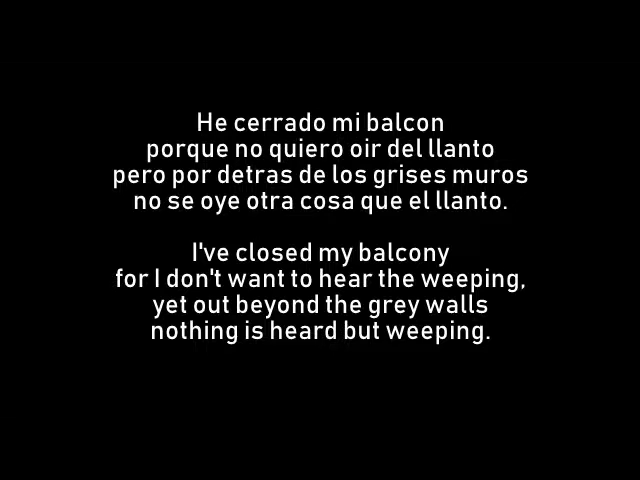 He cerrado mi balcon
porque no quiero oir del llanto
pero por detras de los grises muros
no se oye otra cosa que el llanto.
I've closed my balcony
for I don't want to hear the weeping,
yet out beyond the grey walls
nothing is heard but weeping.